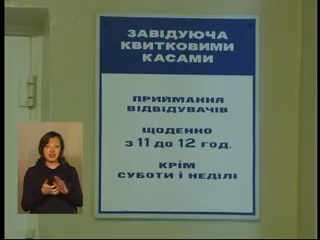 ЗАВІДУЮЧА
КВИТКОВИМИ
КАСАМИ
ПРИЙМАННЯ
ВІДВІДУВАЧІВ
ЩОДЕННО
З 11 ДО 12 ГОД.
КРІМ
СУБОТИ І НЕДІЛІ